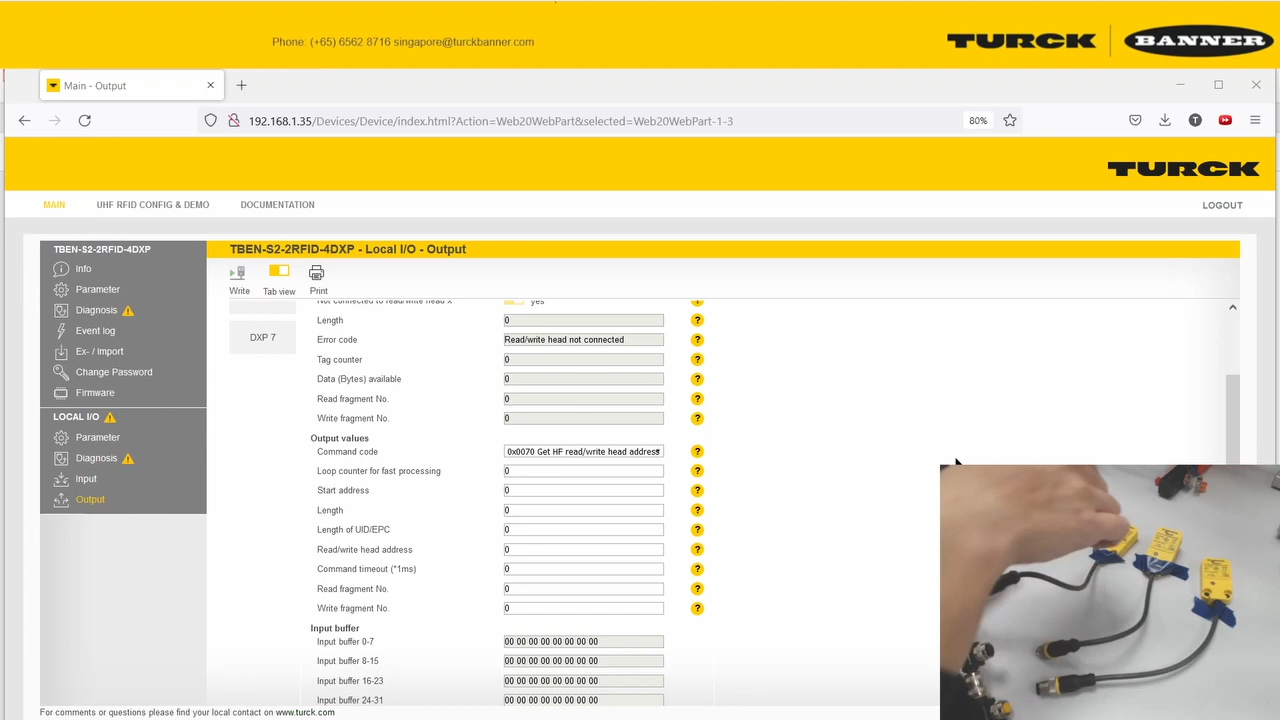 Phone: (+65) 6562 8716 singapore@turckbanner.com
TURCK BANNER
Main - Output
192.168.1.35/Devices/Device/index.html?Action=Web20WebPart&selected=Web20WebPart-1-3
80%
TURCK
MAIN UHF RFID CONFIG & DEMO DOCUMENTATION LOGOUT
TBEN-S2-2RFID-4DXP
Info
Parameter
Diagnosis
Event log
Ex- / Import
Change Password
Firmware
LOCAL I/O
Parameter
Diagnosis
Input
Output
TBEN-S2-2RFID-4DXP - Local I/O - Output
Write Tab view Print
DXP 7
Not connected to read/write head X yes
Length 0 ?
Error code Read/write head not connected ?
Tag counter 0 ?
Data (Bytes) available 0 ?
Read fragment No. 0 ?
Write fragment No. 0 ?
Output values
Command code 0x0070 Get HF read/write head address ?
Loop counter for fast processing 0 ?
Start address 0 ?
Length 0 ?
Length of UID/EPC 0 ?
Read/write head address 0 ?
Command timeout (*1ms) 0 ?
Read fragment No. 0 ?
Write fragment No. 0 ?
Input buffer
Input buffer 0-7 00 00 00 00 00 00 00 00
Input buffer 8-15 00 00 00 00 00 00 00 00
Input buffer 16-23 00 00 00 00 00 00 00 00
Input buffer 24-31 00 00 00 00 00 00 00 00
For comments or questions please find your local contact on www.turck.com